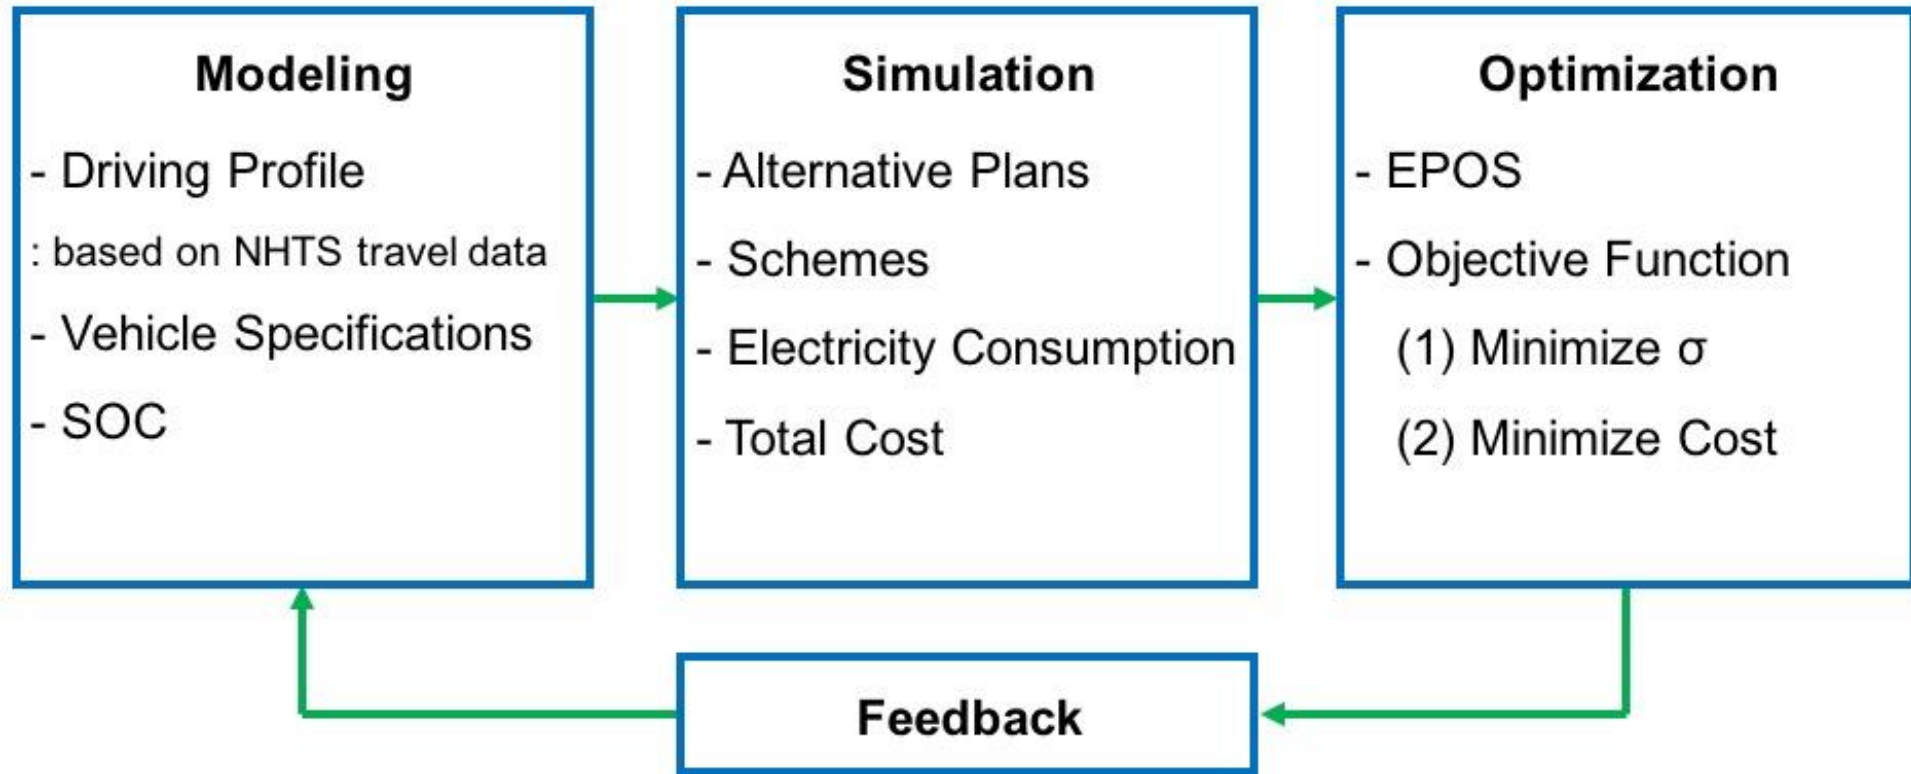 Modeling
- Driving Profile
: based on NHTS travel data
- Vehicle Specifications
- SOC
Simulation
- Alternative Plans
- Schemes
- Electricity Consumption
- Total Cost
Optimization
- EPOS
- Objective Function
(1) Minimize σ
(2) Minimize Cost
Feedback